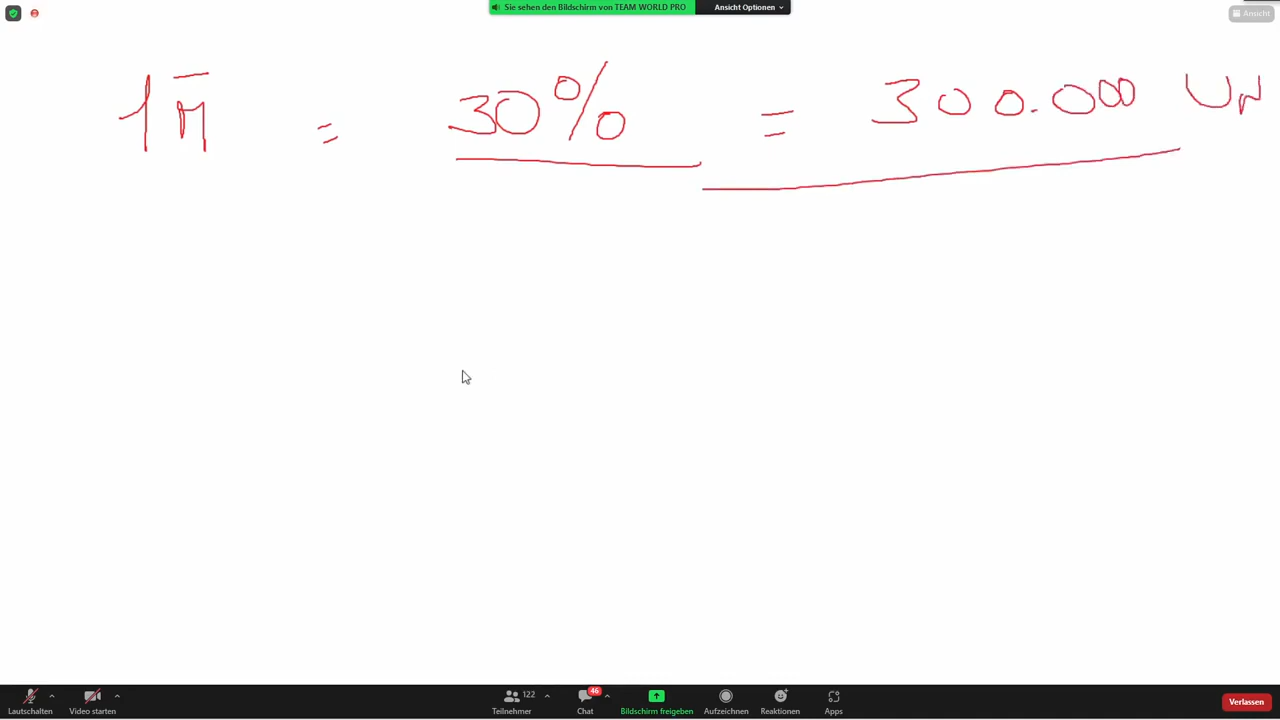 Sie sehen den Bildschirm von TEAM WORLD PRO
Ansicht Optionen
Ansicht
1M = 30% = 300.000
Lautschalten
Video starten
122
Teilnehmer
46
Chat
Bildschirm freigeben
Aufzeichnen
Reaktionen
Apps
Verlassen